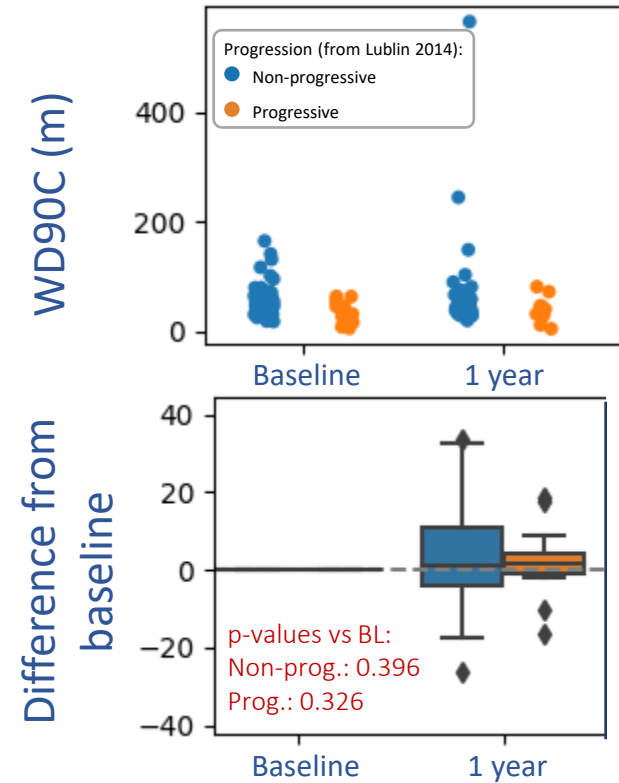 Progression (from Lublin 2014):
Non-progressive
Progressive
WD90C (m)
400
200
0
Baseline 1 year
Difference from
baseline
40
20
0
−20
−40
p-values vs BL:
Non-prog.: 0.396
Prog.: 0.326
Baseline 1 year